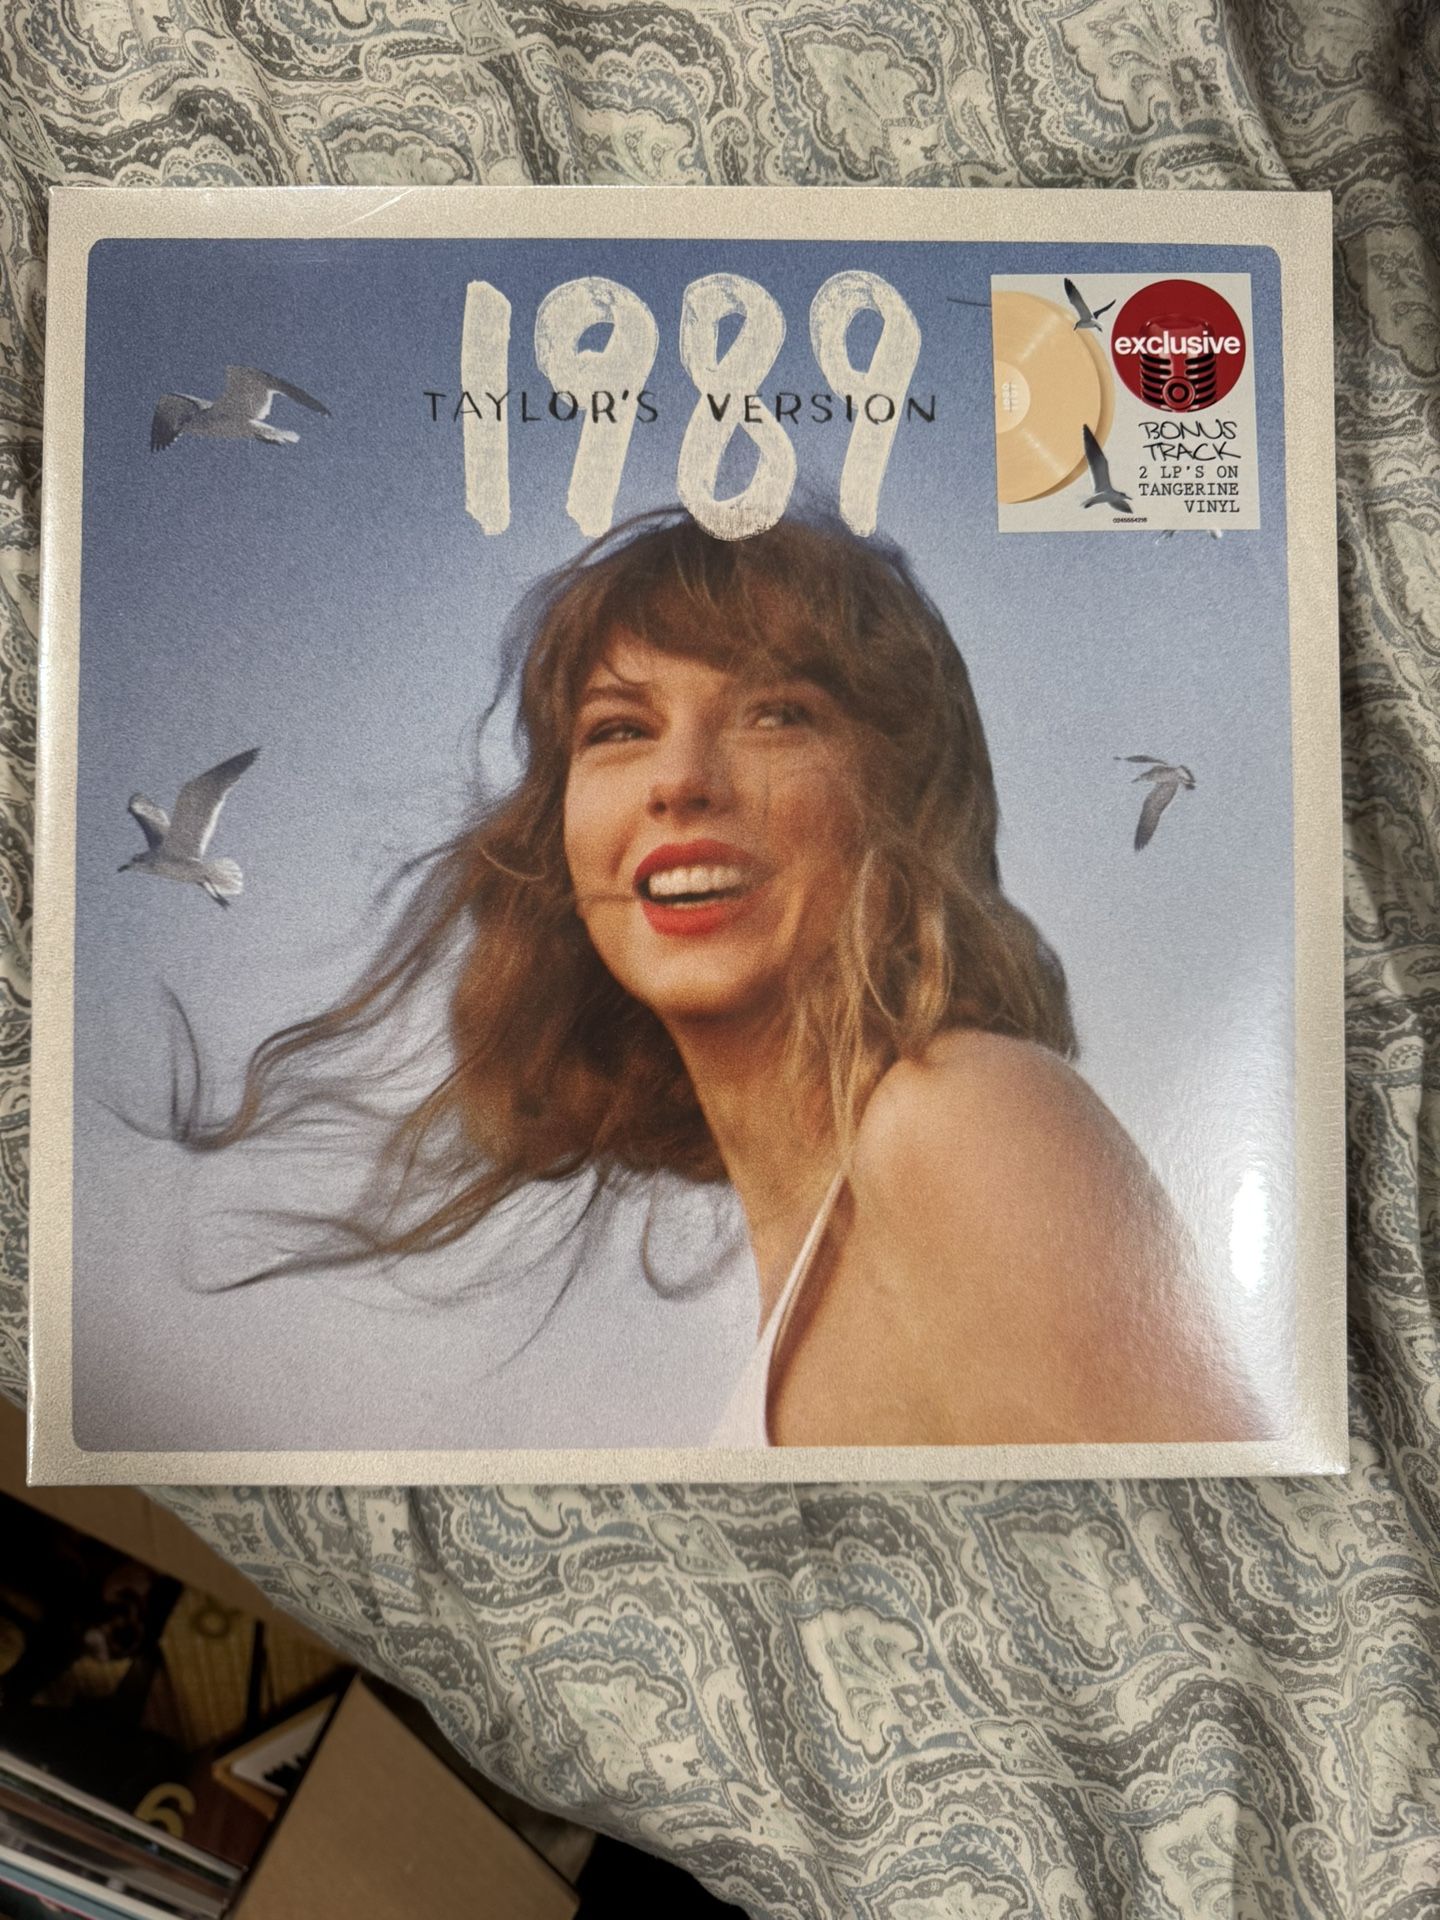 1989
TAYLOR'S VERSION
exclusive
BONUS
TRACK
2 LP'S ON
TANGERINE
VINYL